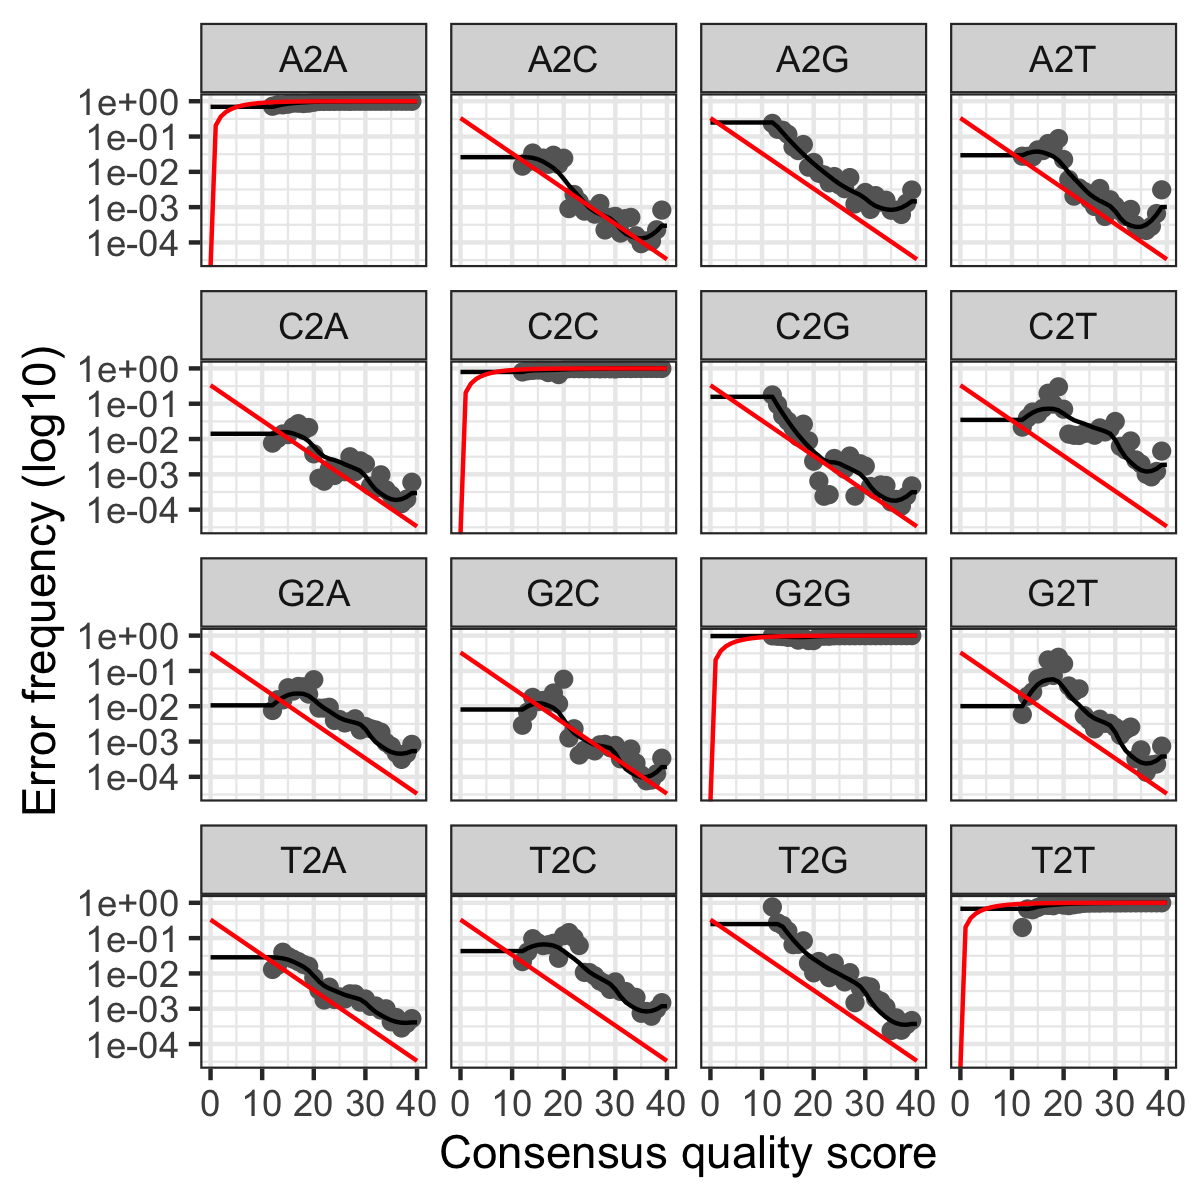 A2A A2C A2G A2T
1e+00
1e-01
1e-02
1e-03
1e-04
C2A C2C C2G C2T
1e+00
1e-01
1e-02
1e-03
1e-04
G2A G2C G2G G2T
1e+00
1e-01
1e-02
1e-03
1e-04
T2A T2C T2G T2T
1e+00
1e-01
1e-02
1e-03
1e-04
0 10 20 30 40 0 10 20 30 40 0 10 20 30 40 0 10 20 30 40
Consensus quality score
Error frequency (log10)